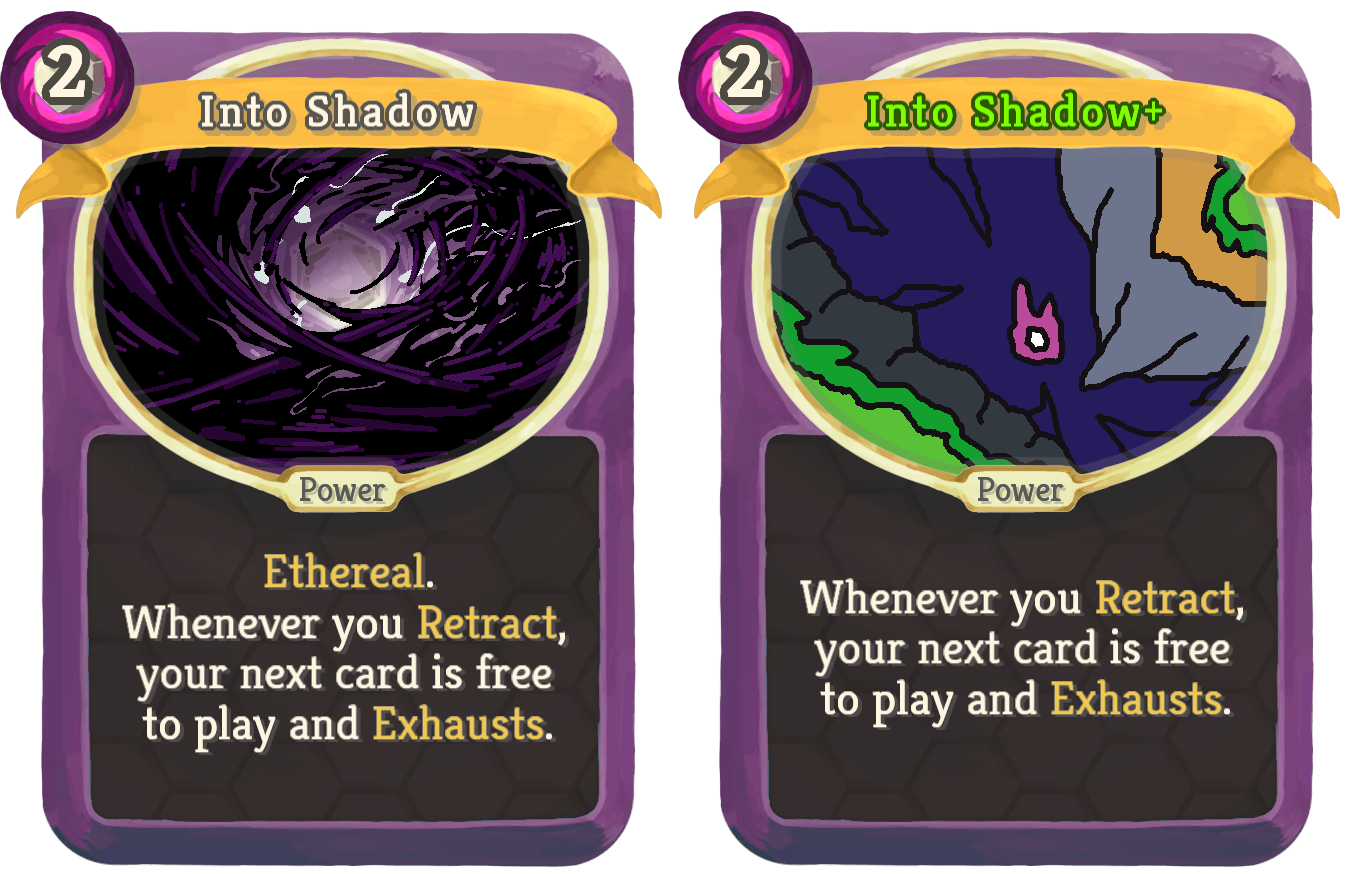 2
Into Shadow
Power
Ethereal.
Whenever you Retract,
your next card is free
to play and Exhausts.
2
Into Shadow+
Power
Whenever you Retract,
your next card is free
to play and Exhausts.